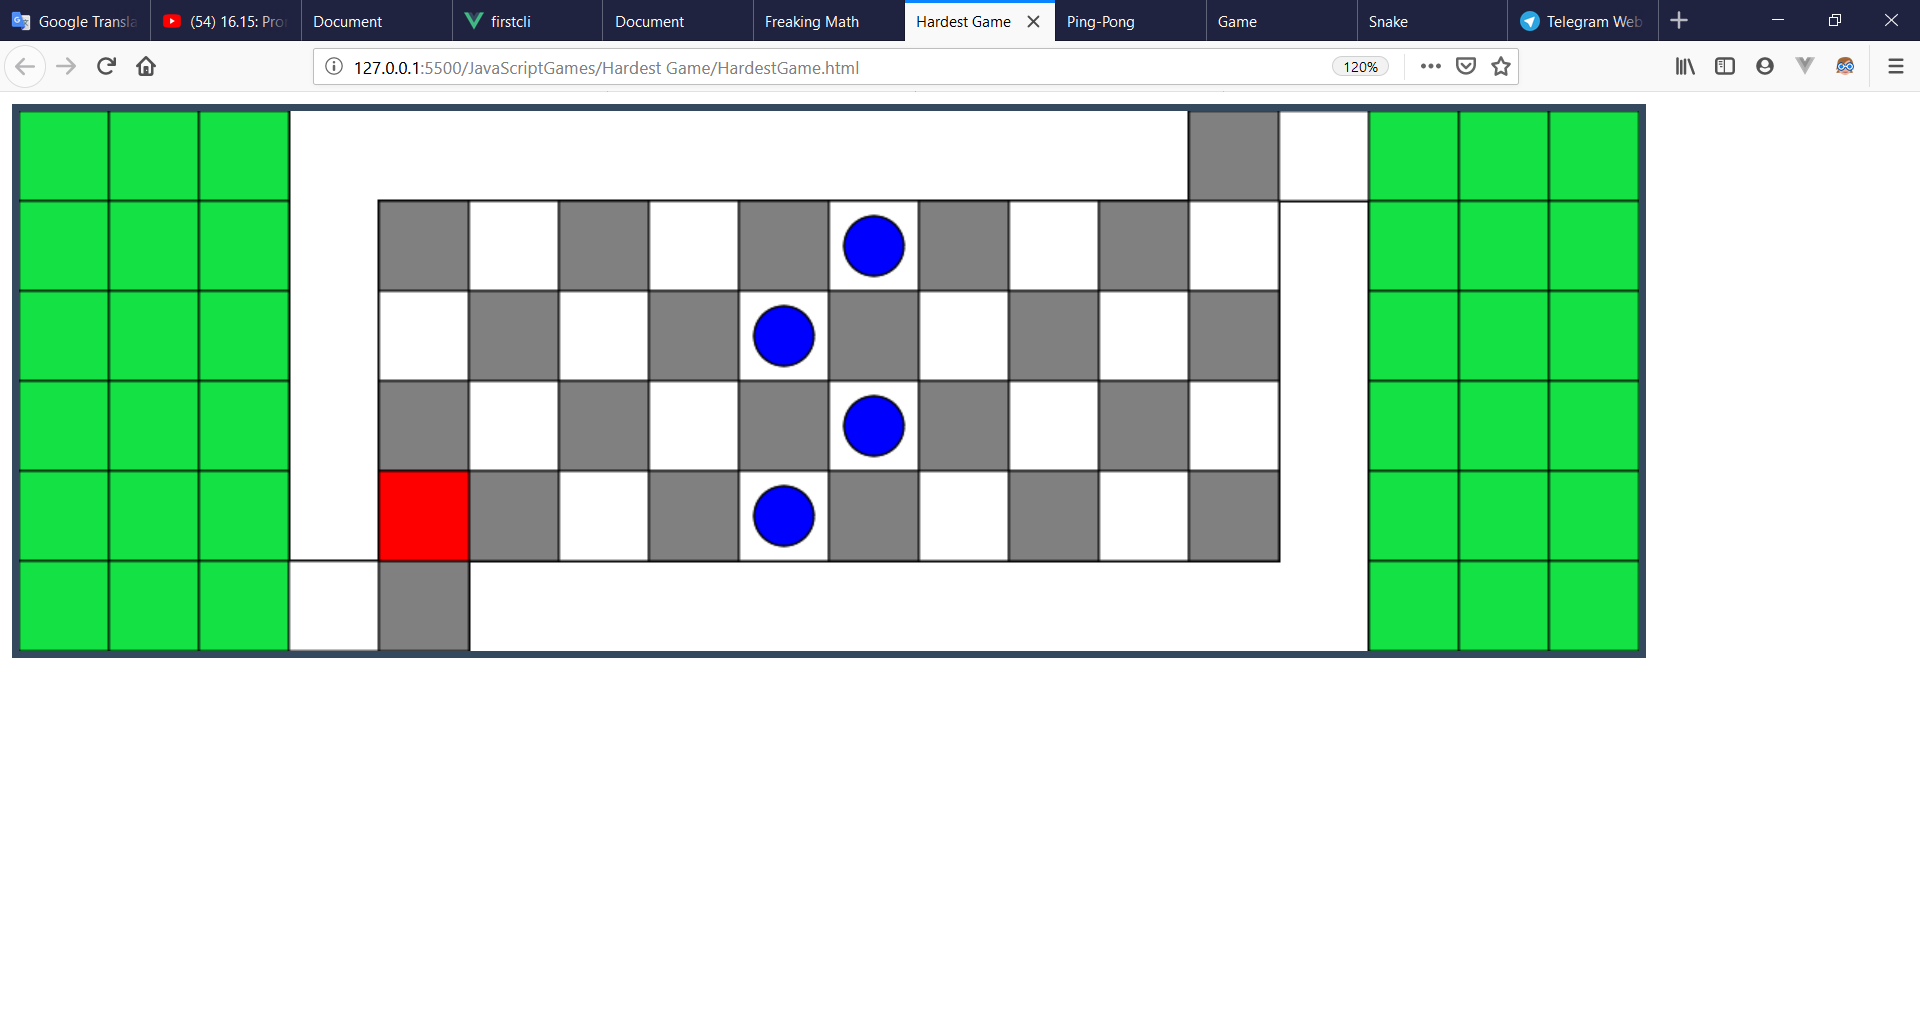 Google Transla
(54) 16.15: Pro
Document
firstcli
Document
Freaking Math
Hardest Game
Ping-Pong
Game
Snake
Telegram Web
127.0.0.1:5500/JavaScriptGames/Hardest Game/HardestGame.html
120%